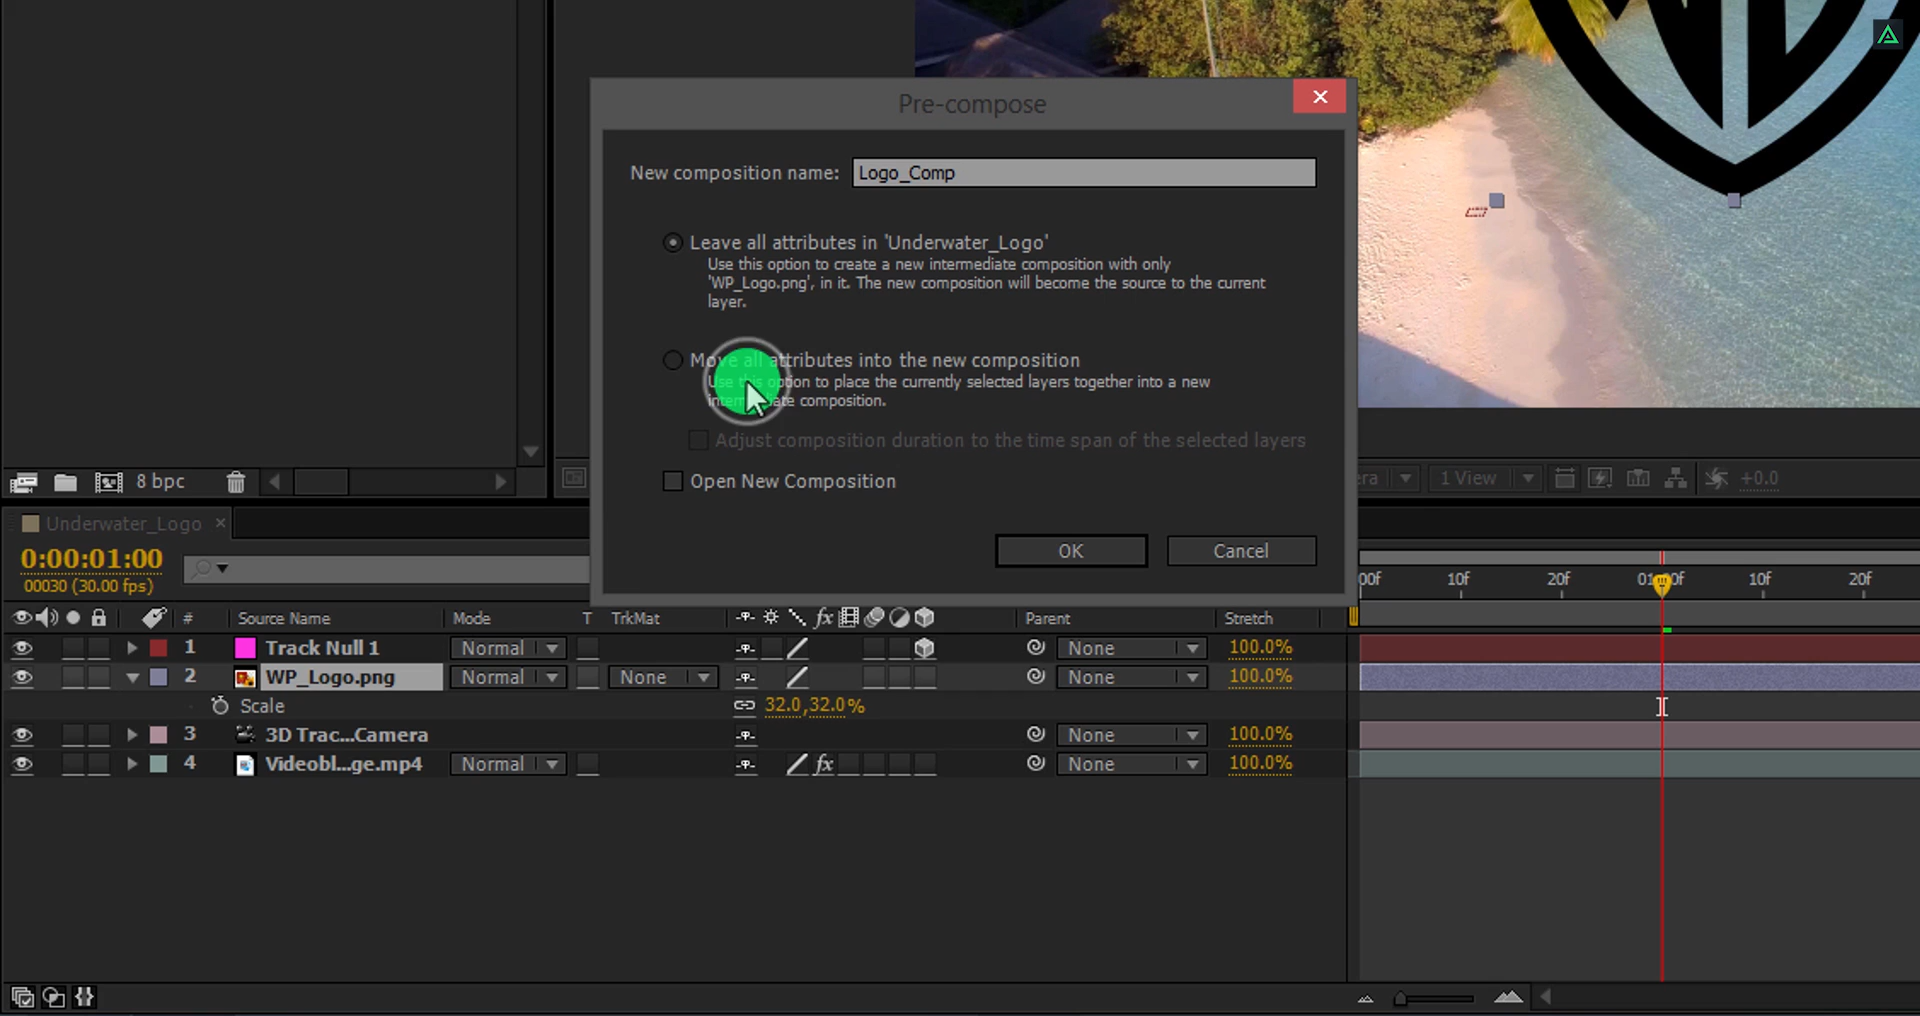 Pre-compose
New composition name: Logo_Comp
Leave all attributes in 'Underwater_Logo'
Use this option to create a new intermediate composition with only
'WP_Logo.png', in it. The new composition will become the source to the current
layer.
Move all attributes into the new composition
Use this option to place the currently selected layers together into a new
intermediate composition.
Adjust composition duration to the time span of the selected layers
Open New Composition
OK Cancel
8 bpc
1 View +0.0
Underwater_Logo
0:00:01:00
00030 (30.00 fps)
10f 20f 10f 20f
# Source Name Mode T TrkMat Parent Stretch
1 Track Null 1 Normal None 100.0%
2 WP_Logo.png Normal None None 100.0%
Scale 32.0,32.0%
3 3D Trac...Camera None 100.0%
4 Videobl...ge.mp4 Normal fx None 100.0%